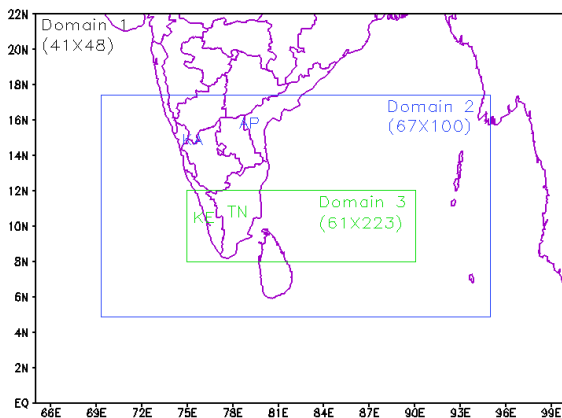 22N
Domain 1
(41X48)
20N
18N
Domain 2
(67X100)
16N
AP
KA
14N
12N
Domain 3
(61X223)
TN
KE
10N
8N
6N
4N
2N
EQ
66E 69E 72E 75E 78E 81E 84E 87E 90E 93E 96E 99E